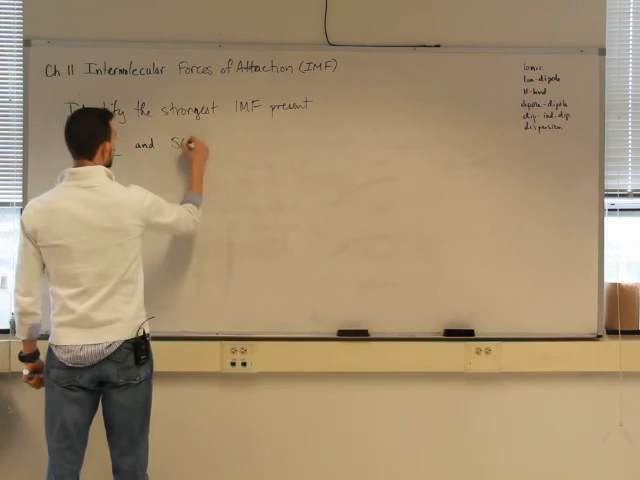 Ch 11 Intermolecular Forces of Attraction (IMF)
Identify the strongest IMF present
and
Ionic
Ion-dipole
H-bond
dipole-dipole
dip-ind. dip.
dispersion